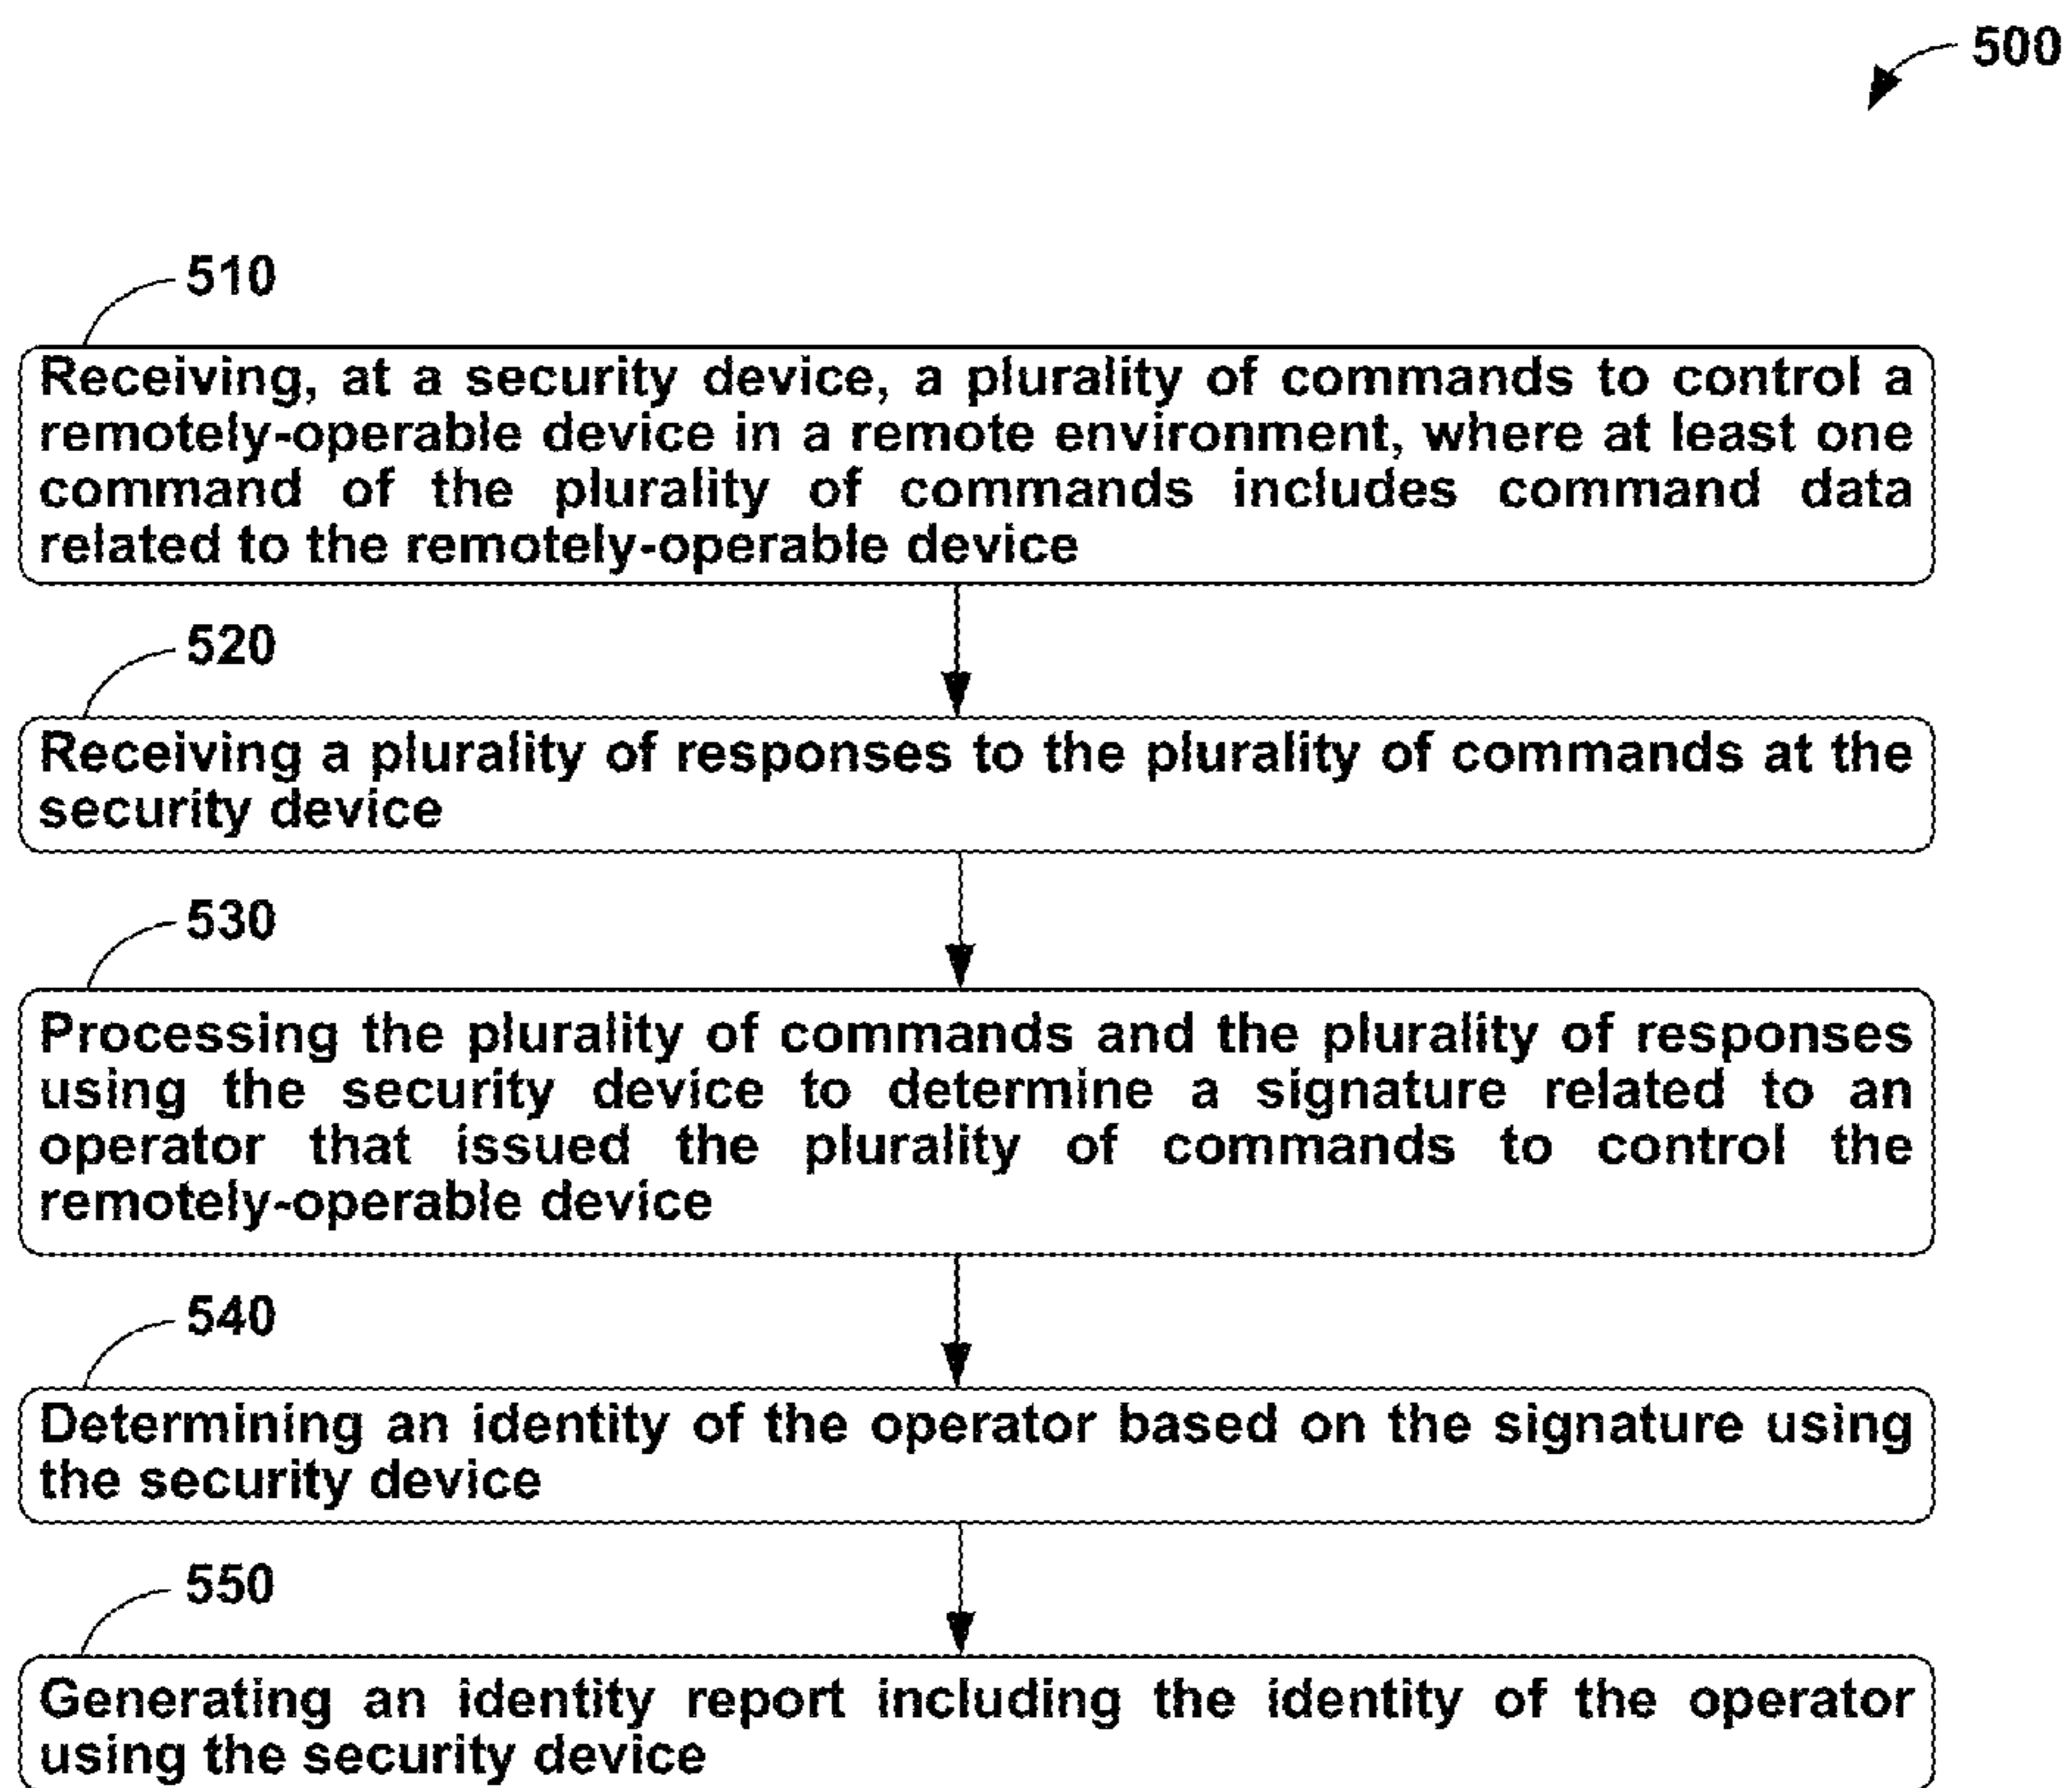 500
510
Receiving, at a security device, a plurality of commands to control a
remotely-operable device in a remote environment, where at least one
command of the plurality of commands includes command data
related to the remotely-operable device
520
Receiving a plurality of responses to the plurality of commands at the
security device
530
Processing the plurality of commands and the plurality of responses
using the security device to determine a signature related to an
operator that issued the plurality of commands to control the
remotely-operable device
540
Determining an identity of the operator based on the signature using
the security device
550
Generating an identity report including the identity of the operator
using the security device